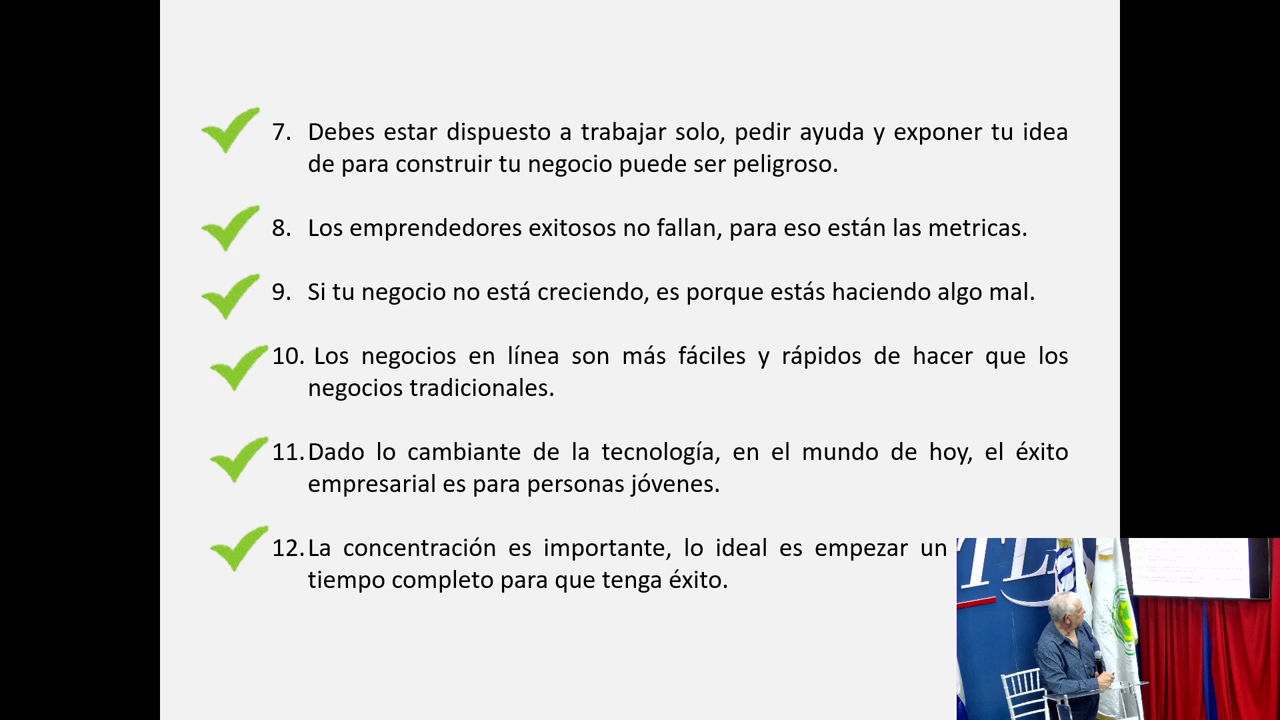 7. Debes estar dispuesto a trabajar solo, pedir ayuda y exponer tu idea
de para construir tu negocio puede ser peligroso.
8. Los emprendedores exitosos no fallan, para eso están las metricas.
9. Si tu negocio no está creciendo, es porque estás haciendo algo mal.
10. Los negocios en línea son más fáciles y rápidos de hacer que los
negocios tradicionales.
11. Dado lo cambiante de la tecnología, en el mundo de hoy, el éxito
empresarial es para personas jóvenes.
12. La concentración es importante, lo ideal es empezar un
tiempo completo para que tenga éxito.